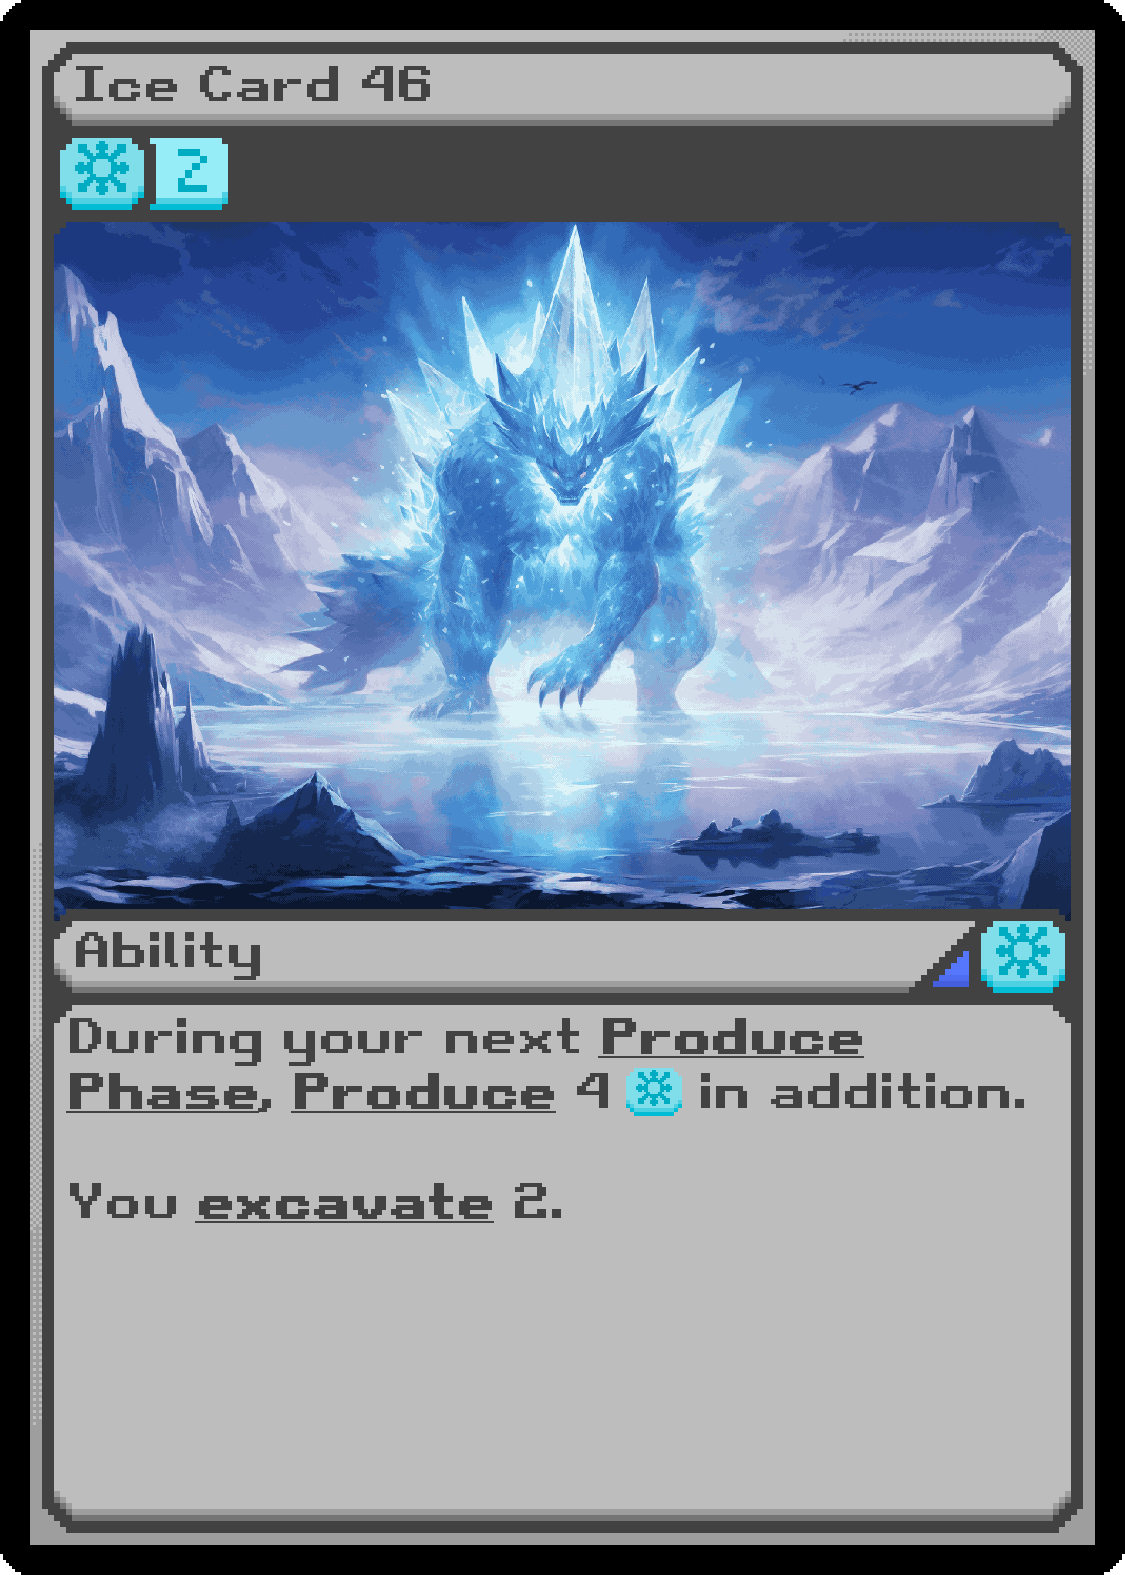 Ice Card 46
2
Ability
During your next Produce
Phase, Produce 4 in addition.
You excavate 2.